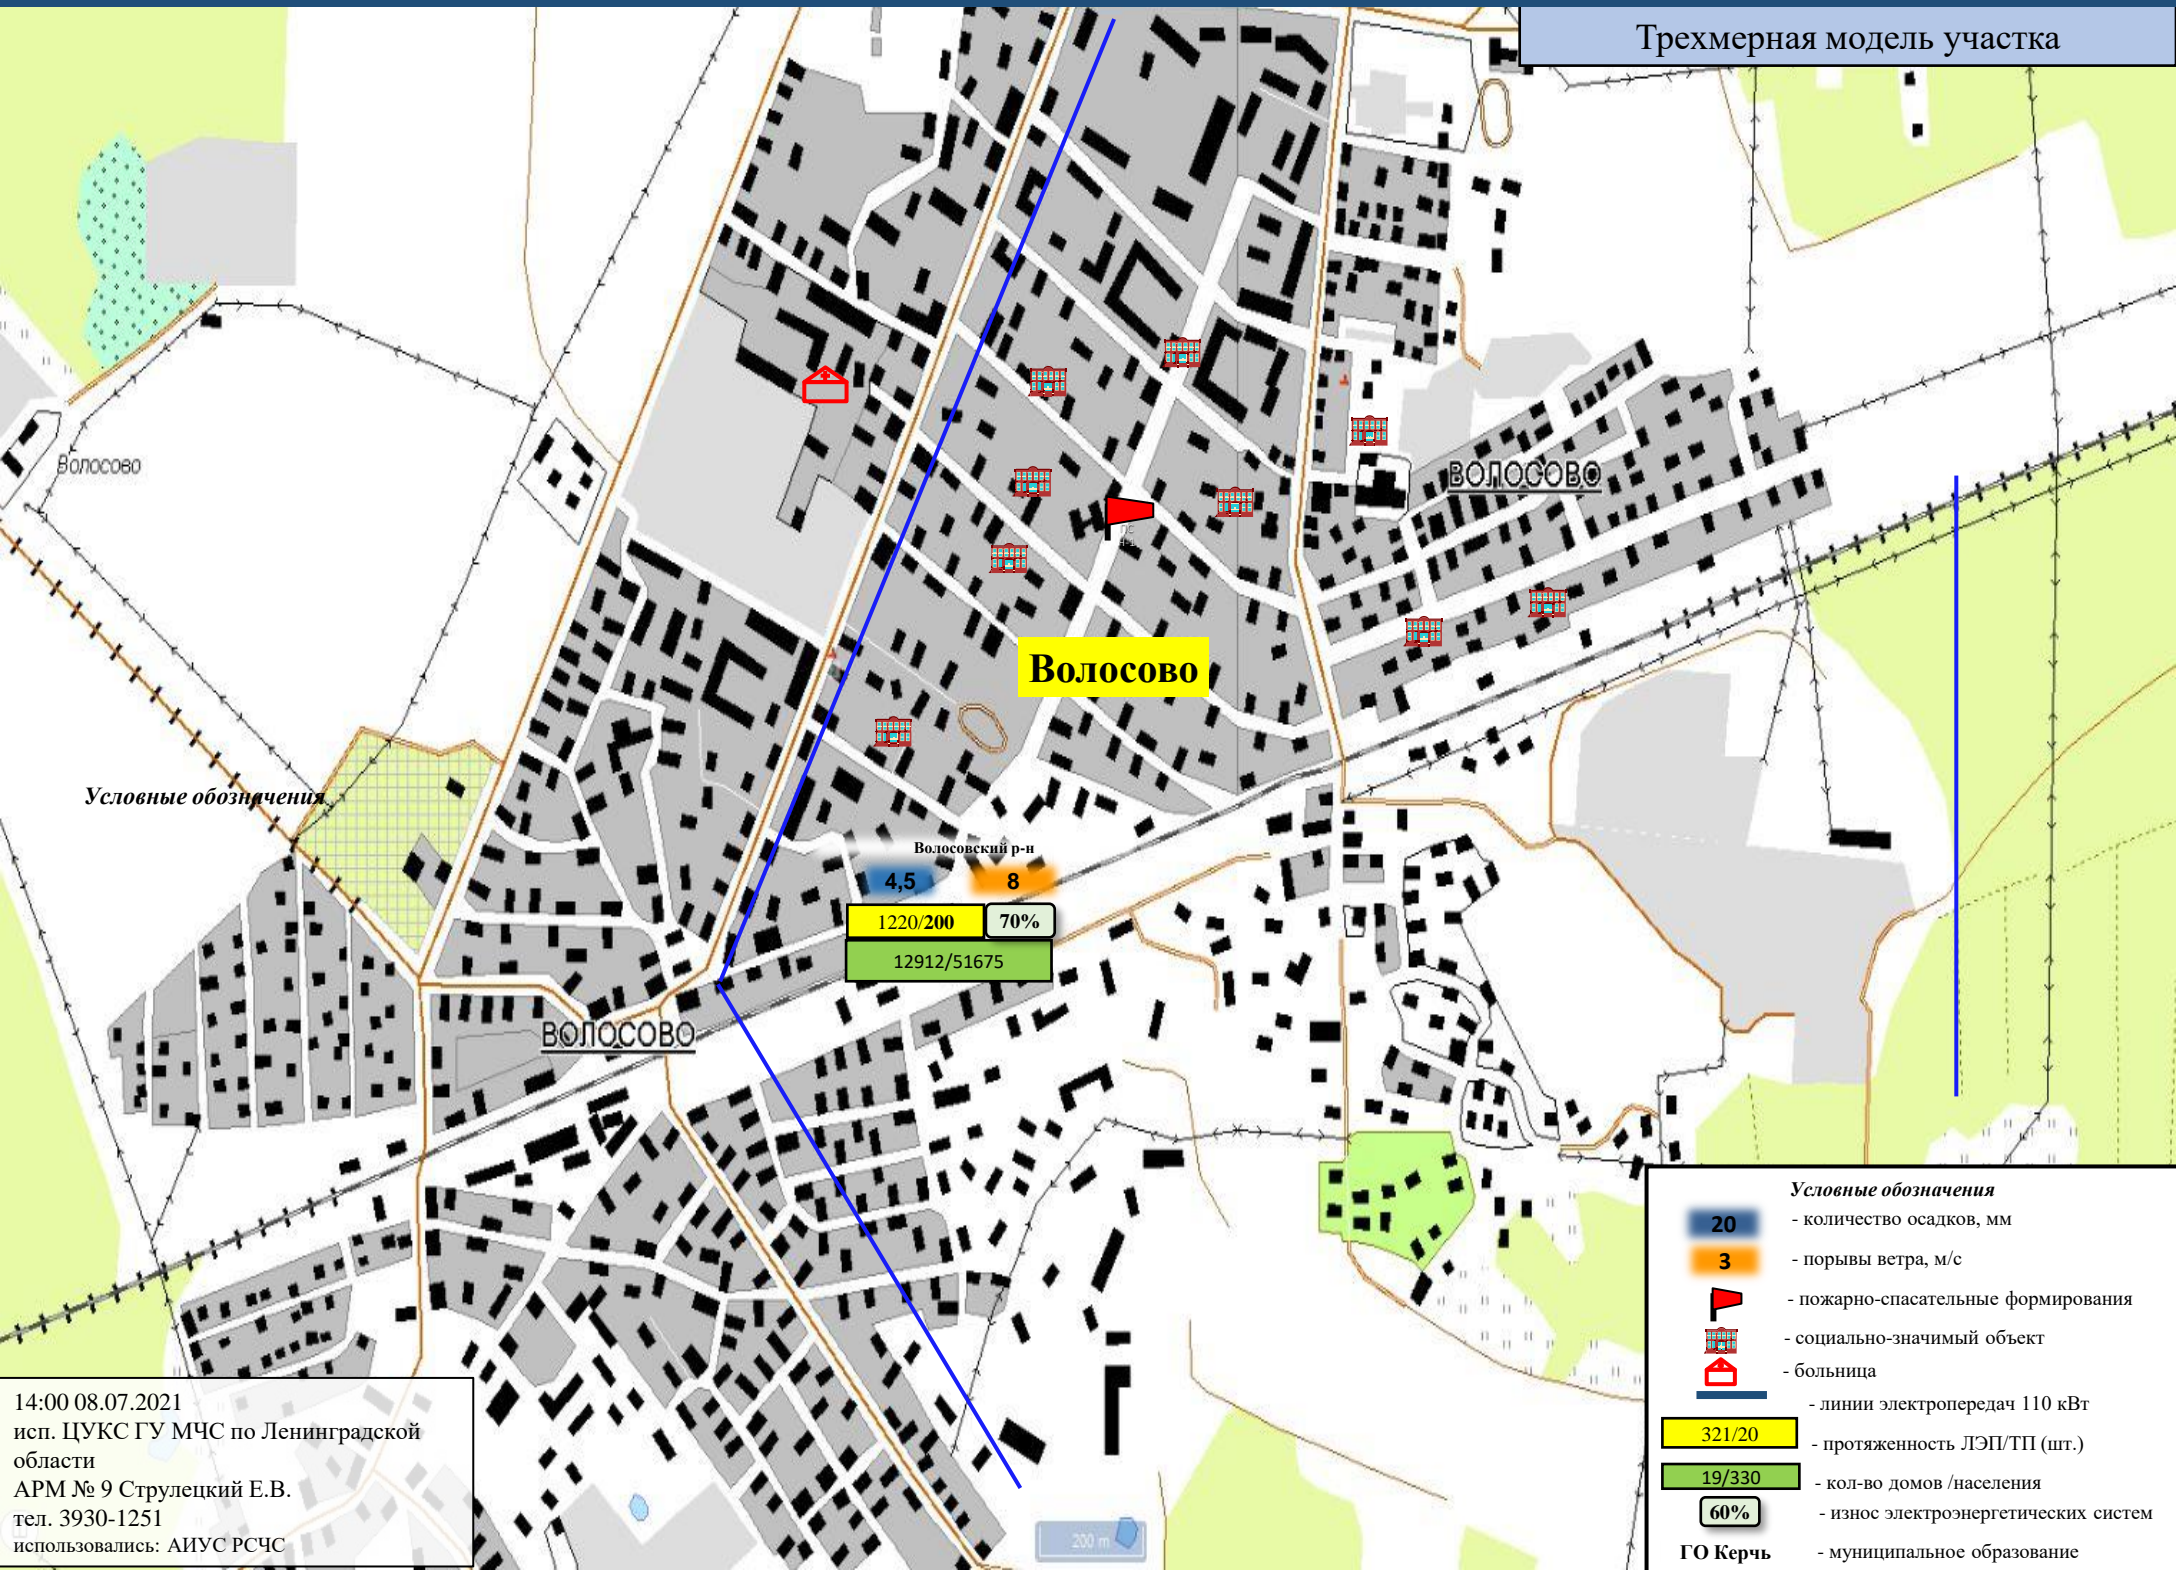 Трехмерная модель участка
Волосово
ВОЛОСОВО
Волосово
Условные обозначения
Волосовский р-н
4,5
8
1220/200
70%
12912/51675
ВОЛОСОВО
Условные обозначения
20 - количество осадков, мм
3 - порывы ветра, м/с
- пожарно-спасательные формирования
- социально-значимый объект
- больница
- линии электропередач 110 кВт
321/20 - протяженность ЛЭП/ТП (шт.)
19/330 - кол-во домов /населения
60% - износ электроэнергетических систем
ГО Керчь - муниципальное образование
14:00 08.07.2021
исп. ЦУКС ГУ МЧС по Ленинградской
области
АРМ № 9 Струлецкий Е.В.
тел. 3930-1251
использовались: АИУС РСЧС
200 m